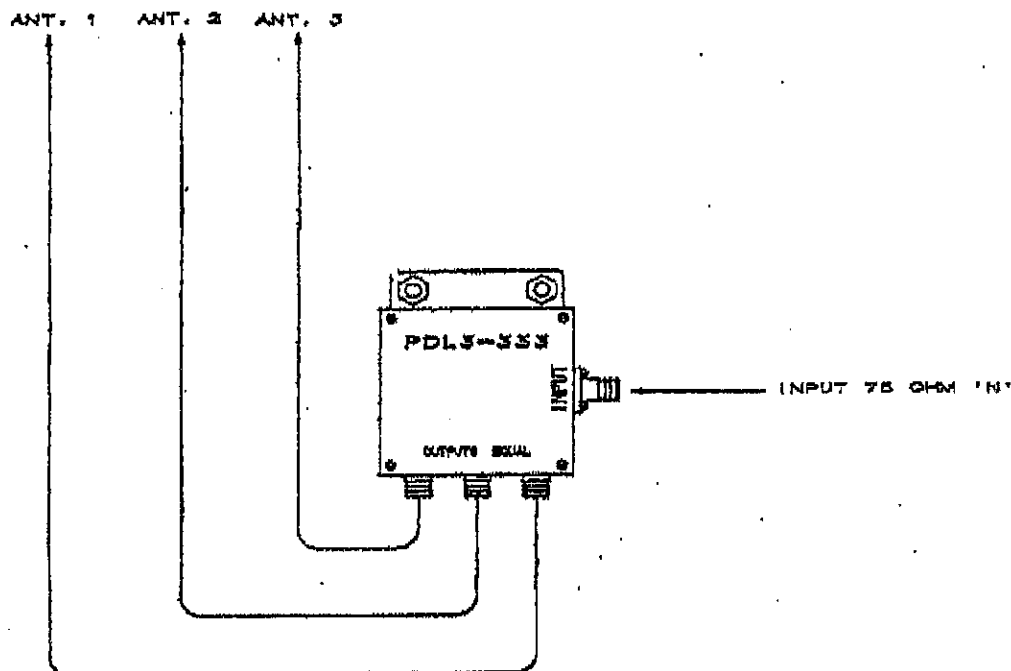 ANT. 1 ANT. 2 ANT. 3
PDL3-333
INPUT
INPUT 75 OHM 'N'
OUTPUTS EQUAL